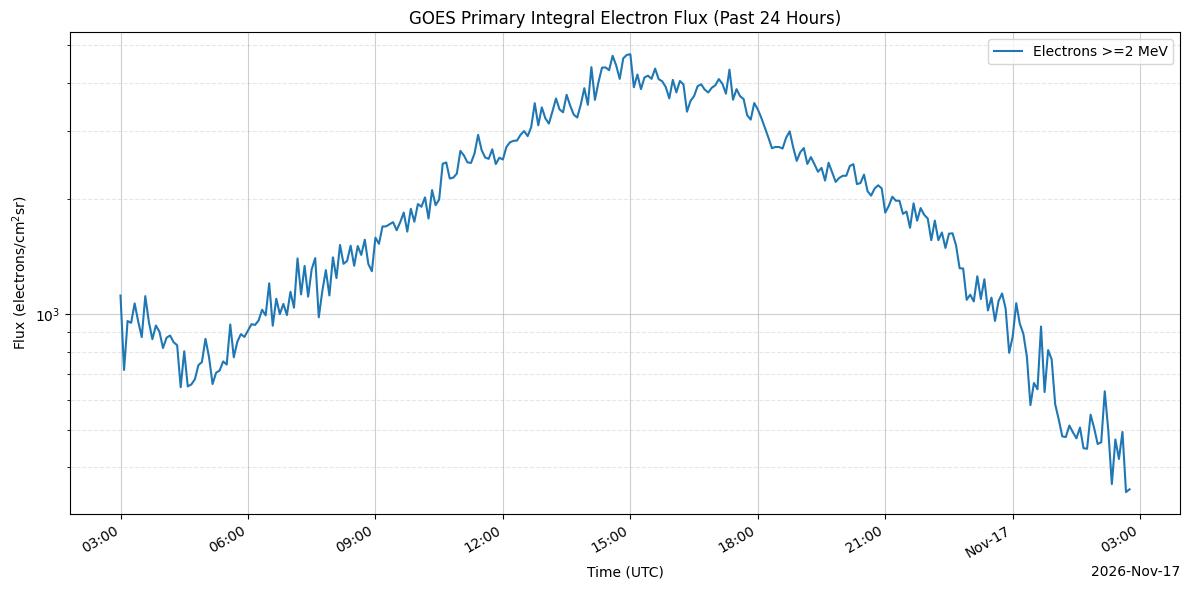 GOES Primary Integral Electron Flux (Past 24 Hours)
Electrons >=2 MeV
Flux (electrons/cm²sr)
10³
03:00
06:00
09:00
12:00
15:00
18:00
21:00
Nov-17
03:00
Time (UTC)
2026-Nov-17